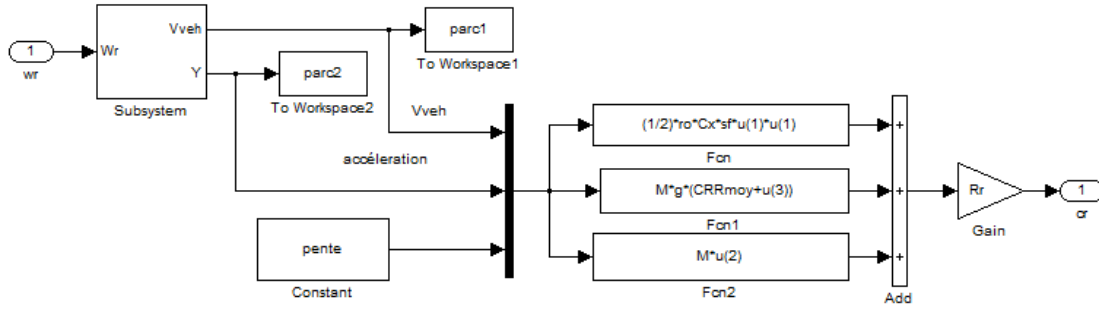 1
wr
Wr
Vveh
Y
Subsystem
parc1
To Workspace1
parc2
To Workspace2
Vveh
accéleration
pente
Constant
(1/2)*ro*Cx*sf*u(1)*u(1)
Fcn
M*g*(CRRmoy+u(3))
Fcn1
M*u(2)
Fcn2
+
+
+
Add
Rr
Gain
1
cr